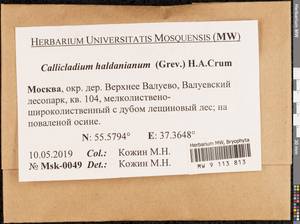 HERBARIUM UNIVERSITATIS MOSQUENSIS (MW)
Callicladium haldanianum (Grev.) H.A.Crum
Москва, окр. дер. Верхнее Валуево, Валуевский
лесопарк, кв. 104, мелколиствено-
широколиственный с дубом лещиновый лес; на
поваленой осине.
N: 55.5794° E: 37.3648°
10.05.2019 Col.: Кожин М.Н.
№ Msk-0049 Det.: Кожин М.Н.
Herbarium MW, Bryophyta
MW 9 113 813